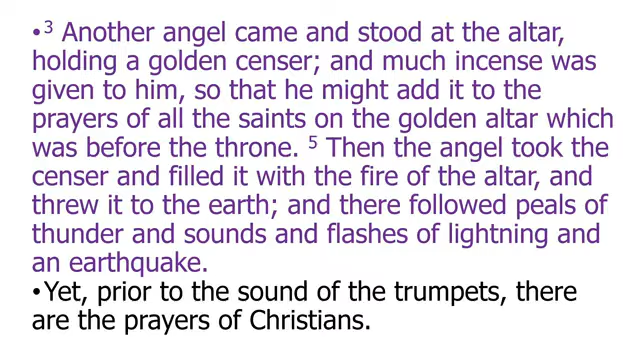 •³ Another angel came and stood at the altar,
holding a golden censer; and much incense was
given to him, so that he might add it to the
prayers of all the saints on the golden altar which
was before the throne. ⁵ Then the angel took the
censer and filled it with the fire of the altar, and
threw it to the earth; and there followed peals of
thunder and sounds and flashes of lightning and
an earthquake.
•Yet, prior to the sound of the trumpets, there
are the prayers of Christians.